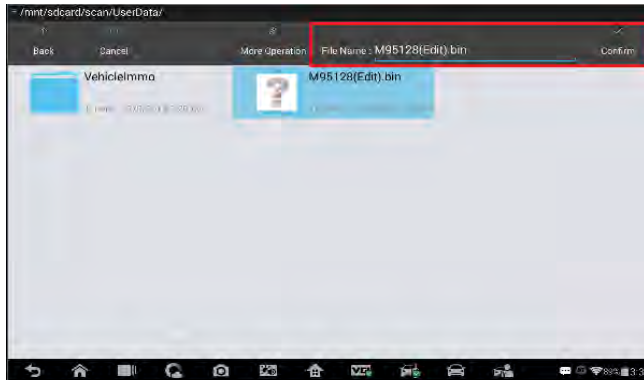 /mnt/sdcard/scan/UserData/
Back Cancel More Operation File Name : M95128(Edit).bin Confirm
VehicleImmo M95128(Edit).bin